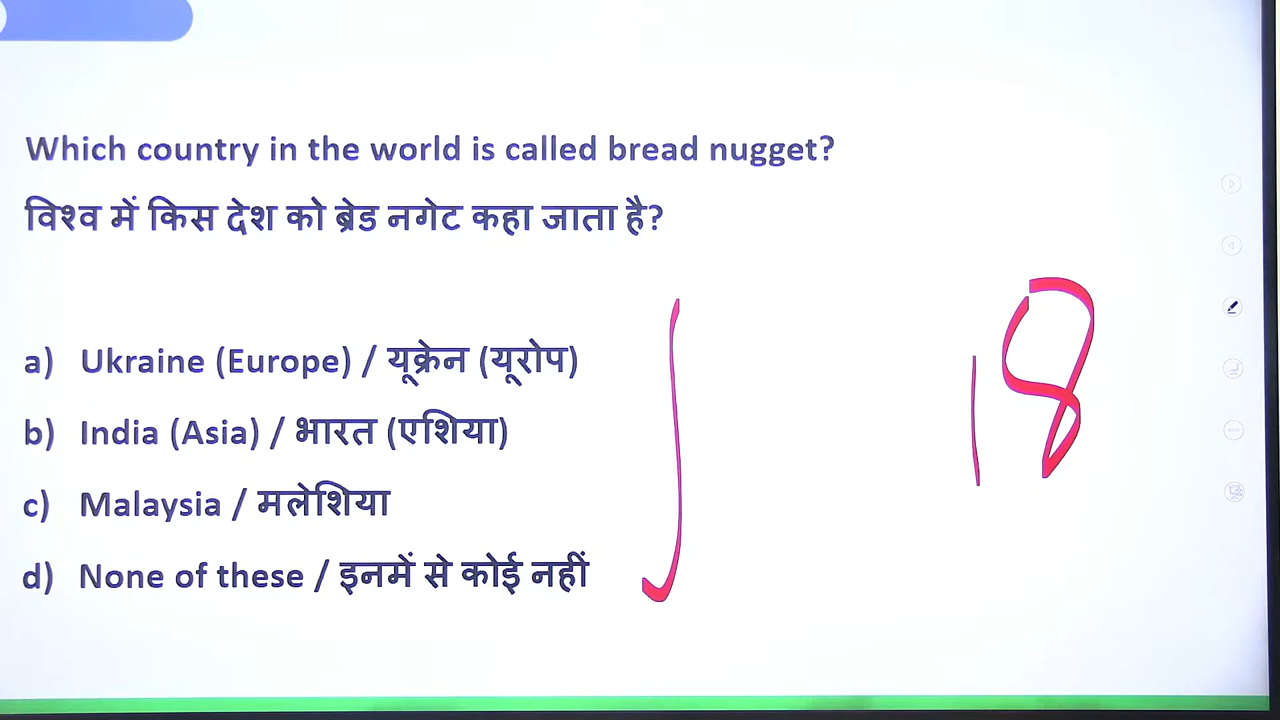 Which country in the world is called bread nugget?
विश्व में किस देश को ब्रेड नगेट कहा जाता है?
a) Ukraine (Europe) / यूक्रेन (यूरोप)
b) India (Asia) / भारत (एशिया)
c) Malaysia / मलेशिया
d) None of these / इनमें से कोई नहीं
18